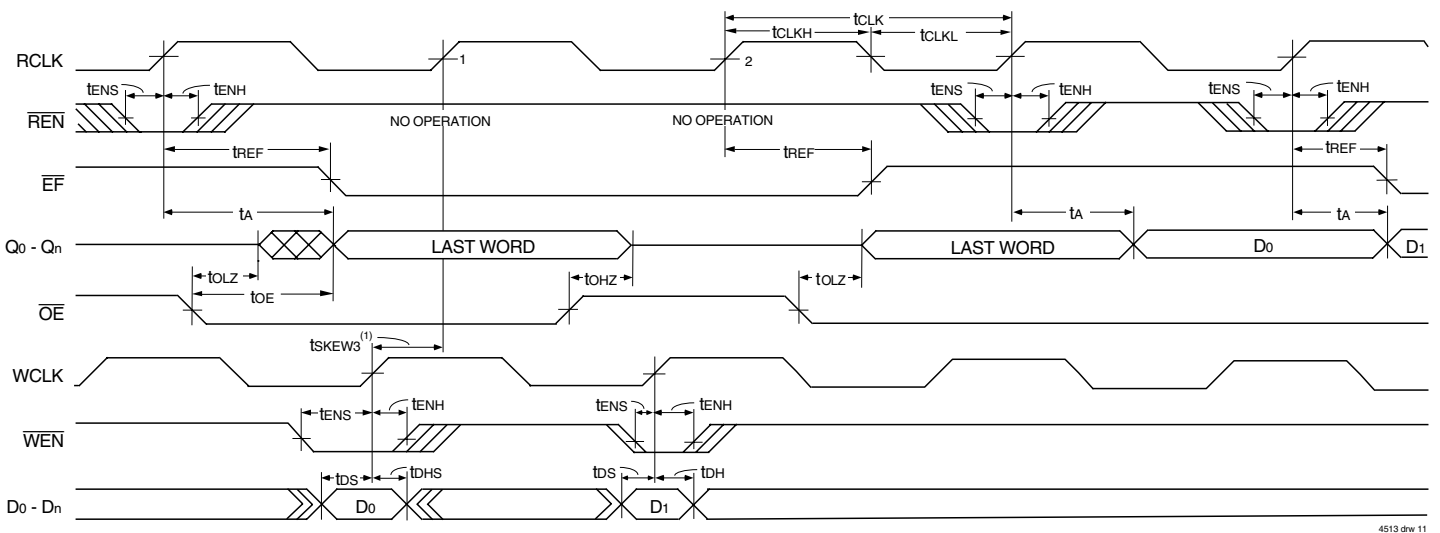 tCLK
tCLKH tCLKL
RCLK 1 2
tENS tENH tENS tENH tENS tENH
REN NO OPERATION NO OPERATION
tREF tREF tREF
EF
tA tA tA
Q0 - Qn LAST WORD LAST WORD D0 D1
tOLZ tOHZ tOLZ
tOE
OE
tSKEW3(1)
WCLK
tENS tENH tENS tENH
WEN
tDS tDHS tDS tDH
D0 - Dn D0 D1
4513 drw 11